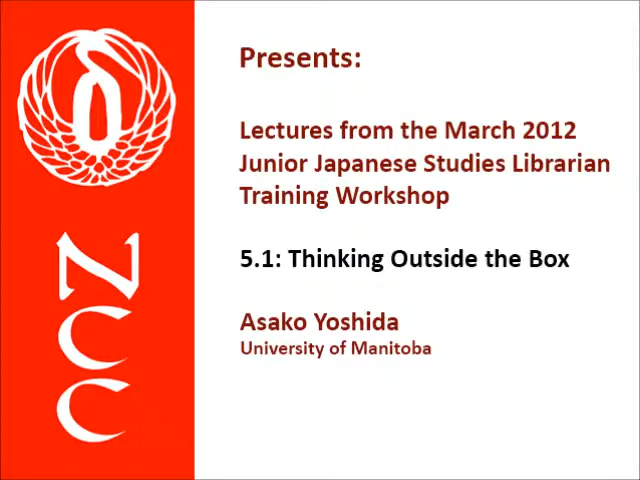 Presents:
Lectures from the March 2012
Junior Japanese Studies Librarian
Training Workshop
5.1: Thinking Outside the Box
Asako Yoshida
University of Manitoba
NCC